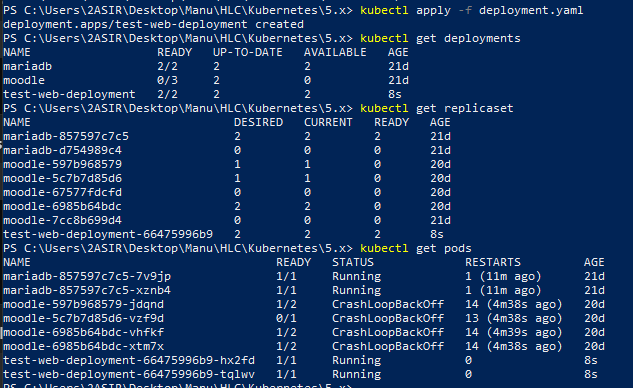 PS C:\Users\2ASIR\Desktop\Manu\HLC\Kubernetes\5.x> kubectl apply -f deployment.yaml
deployment.apps/test-web-deployment created
PS C:\Users\2ASIR\Desktop\Manu\HLC\Kubernetes\5.x> kubectl get deployments
NAME READY UP-TO-DATE AVAILABLE AGE
mariadb 2/2 2 2 21d
moodle 0/3 2 0 21d
test-web-deployment 2/2 2 2 8s
PS C:\Users\2ASIR\Desktop\Manu\HLC\Kubernetes\5.x> kubectl get replicaset
NAME DESIRED CURRENT READY AGE
mariadb-857597c7c5 2 2 2 21d
mariadb-d754989c4 0 0 0 21d
moodle-597b968579 1 1 0 20d
moodle-5c7b7d85d6 1 1 0 20d
moodle-67577fdcfd 0 0 0 20d
moodle-6985b64bdc 2 2 0 20d
moodle-7cc8b699d4 0 0 0 21d
test-web-deployment-66475996b9 2 2 2 8s
PS C:\Users\2ASIR\Desktop\Manu\HLC\Kubernetes\5.x> kubectl get pods
NAME READY STATUS RESTARTS AGE
mariadb-857597c7c5-7v9jp 1/1 Running 1 (11m ago) 21d
mariadb-857597c7c5-xznb4 1/1 Running 1 (11m ago) 21d
moodle-597b968579-jdqnd 1/2 CrashLoopBackOff 14 (4m38s ago) 20d
moodle-5c7b7d85d6-vzf9d 0/1 CrashLoopBackOff 13 (4m38s ago) 20d
moodle-6985b64bdc-vhfkf 1/2 CrashLoopBackOff 14 (4m39s ago) 20d
moodle-6985b64bdc-xtm7x 1/2 CrashLoopBackOff 14 (4m38s ago) 20d
test-web-deployment-66475996b9-hx2fd 1/1 Running 0 8s
test-web-deployment-66475996b9-tqlwv 1/1 Running 0 8s
PS C:\Users\2ASIR\Desktop\Manu\HLC\Kubernetes\5.x>